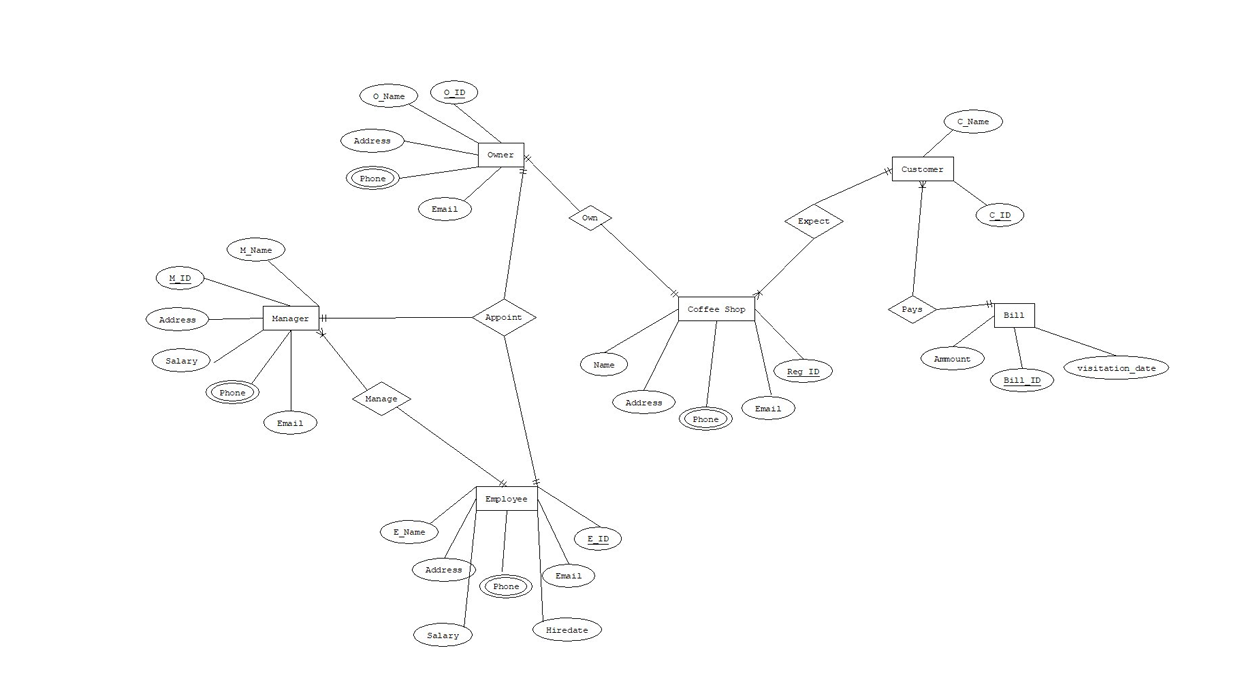 O_Name
O_ID
Address
Owner
Phone
Email
Own
C_Name
Customer
C_ID
Expect
M_Name
M_ID
Address
Manager
Salary
Phone
Email
Appoint
Manage
Coffee Shop
Name
Address
Phone
Email
Reg_ID
Pays
Bill
Ammount
Bill_ID
visitation_date
Employee
E_Name
E_ID
Address
Phone
Email
Salary
Hiredate